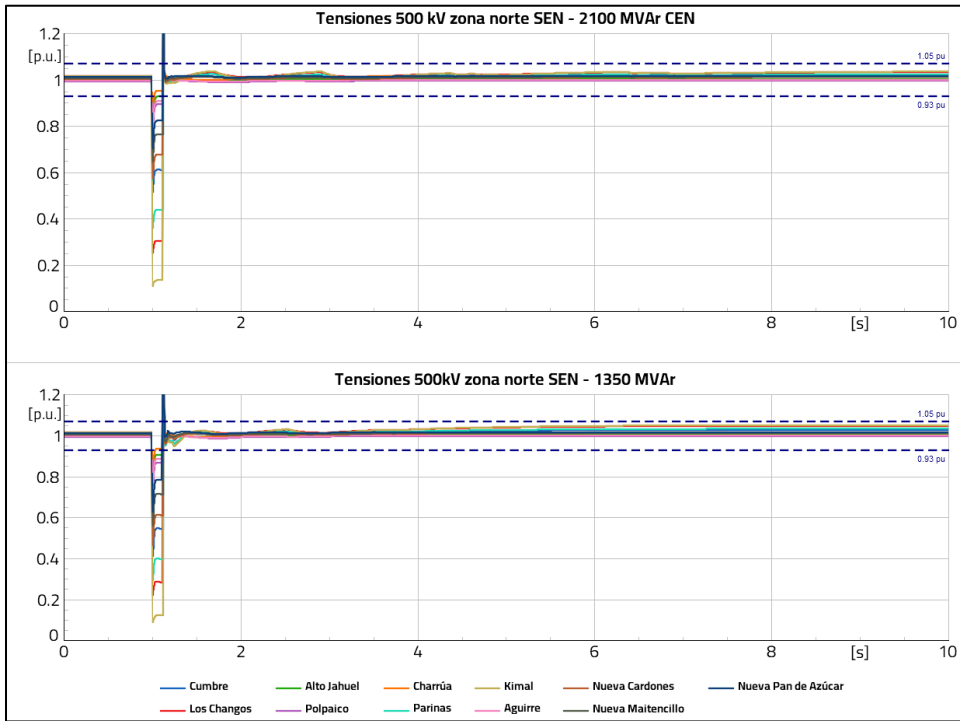 Tensiones 500 kV zona norte SEN - 2100 MVAr CEN
1.2
[p.u.]
1.05 pu
1
0.93 pu
0.8
0.6
0.4
0.2
0
0 2 4 6 8 [s] 10
Tensiones 500kV zona norte SEN - 1350 MVAr
1.2
[p.u.]
1.05 pu
1
0.93 pu
0.8
0.6
0.4
0.2
0
0 2 4 6 8 [s] 10
Cumbre Alto Jahuel Charrúa Kimal Nueva Cardones Nueva Pan de Azúcar
Los Changos Polpaico Parinas Aguirre Nueva Maitencillo